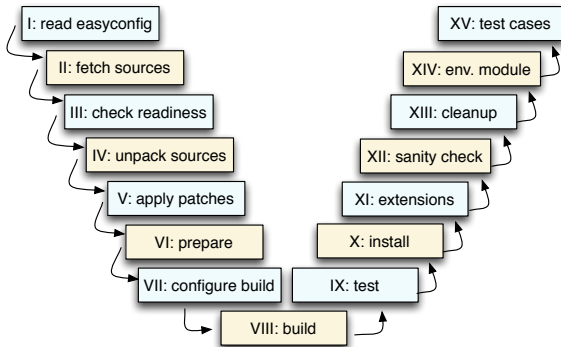 I: read easyconfig
II: fetch sources
III: check readiness
IV: unpack sources
V: apply patches
VI: prepare
VII: configure build
VIII: build
IX: test
X: install
XI: extensions
XII: sanity check
XIII: cleanup
XIV: env. module
XV: test cases